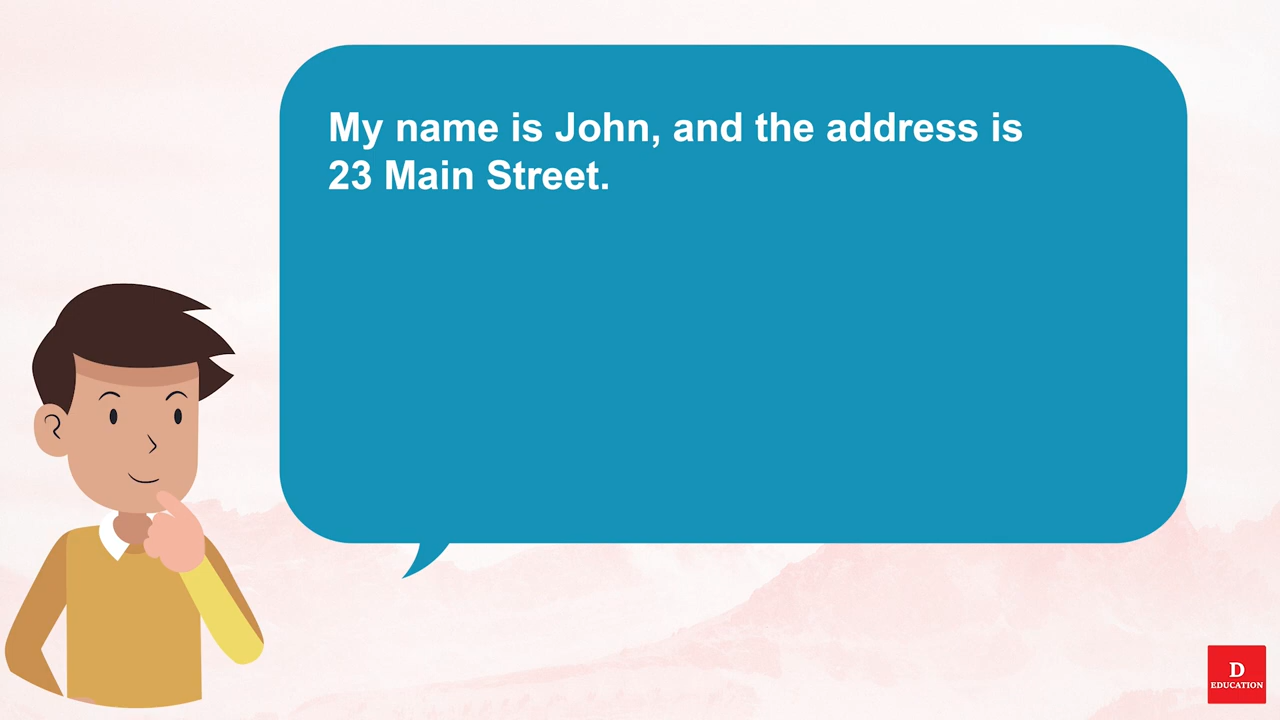 My name is John, and the address is
23 Main Street.
D
EDUCATION